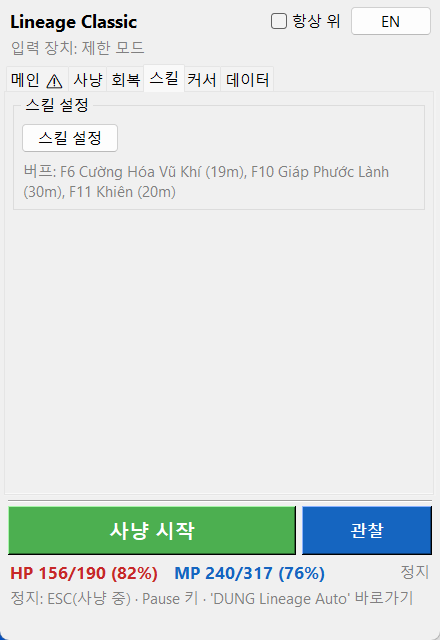 Lineage Classic
항상 위
EN
입력 장치: 제한 모드
메인 ⚠ 사냥 회복 스킬 커서 데이터
스킬 설정
스킬 설정
버프: F6 Cường Hóa Vũ Khí (19m), F10 Giáp Phước Lành
(30m), F11 Khiên (20m)
사냥 시작
관찰
HP 156/190 (82%) MP 240/317 (76%)
정지
정지: ESC(사냥 중) · Pause 키 · 'DUNG Lineage Auto' 바로가기